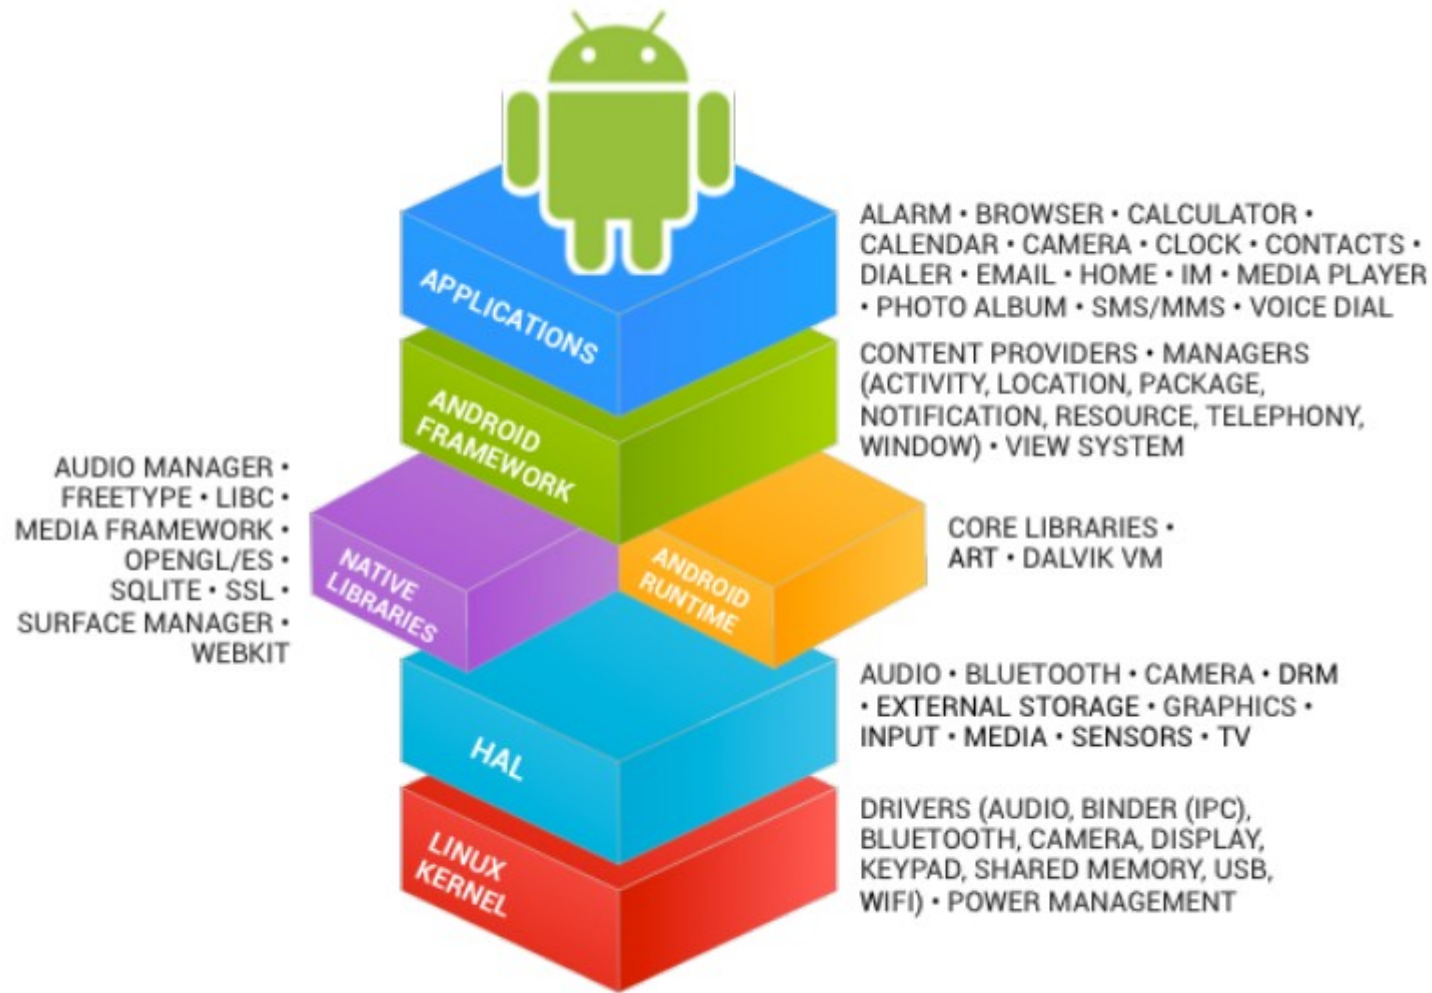 APPLICATIONS
ALARM • BROWSER • CALCULATOR •
CALENDAR • CAMERA • CLOCK • CONTACTS •
DIALER • EMAIL • HOME • IM • MEDIA PLAYER
• PHOTO ALBUM • SMS/MMS • VOICE DIAL
ANDROID
FRAMEWORK
CONTENT PROVIDERS • MANAGERS
(ACTIVITY, LOCATION, PACKAGE,
NOTIFICATION, RESOURCE, TELEPHONY,
WINDOW) • VIEW SYSTEM
AUDIO MANAGER •
FREETYPE • LIBC •
MEDIA FRAMEWORK •
OPENGL/ES •
SQLITE • SSL •
SURFACE MANAGER •
WEBKIT
NATIVE
LIBRARIES
ANDROID
RUNTIME
CORE LIBRARIES •
ART • DALVIK VM
HAL
AUDIO • BLUETOOTH • CAMERA • DRM
• EXTERNAL STORAGE • GRAPHICS •
INPUT • MEDIA • SENSORS • TV
LINUX
KERNEL
DRIVERS (AUDIO, BINDER (IPC),
BLUETOOTH, CAMERA, DISPLAY,
KEYPAD, SHARED MEMORY, USB,
WIFI) • POWER MANAGEMENT